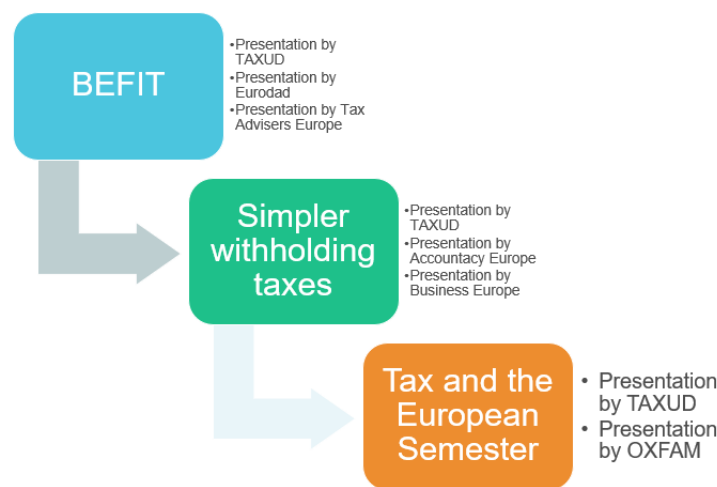 BEFIT
•Presentation by
TAXUD
•Presentation by
Eurodad
•Presentation by Tax
Advisers Europe
Simpler
withholding
taxes
•Presentation by
TAXUD
•Presentation by
Accountacy Europe
•Presentation by
Business Europe
Tax and the
European
Semester
• Presentation
by TAXUD
• Presentation
by OXFAM